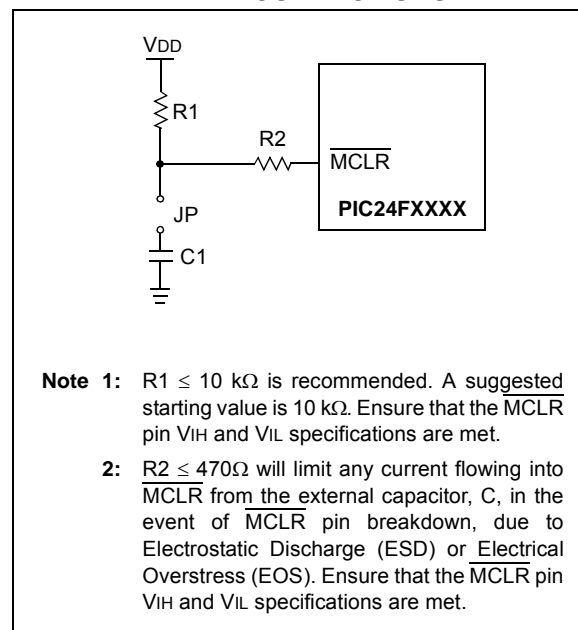 VDD
R1
R2
MCLR
PIC24FXXXX
JP
C1
Note 1: R1 ≤ 10 kΩ is recommended. A suggested
starting value is 10 kΩ. Ensure that the MCLR
pin VIH and VIL specifications are met.
2: R2 ≤ 470Ω will limit any current flowing into
MCLR from the external capacitor, C, in the
event of MCLR pin breakdown, due to
Electrostatic Discharge (ESD) or Electrical
Overstress (EOS). Ensure that the MCLR pin
VIH and VIL specifications are met.